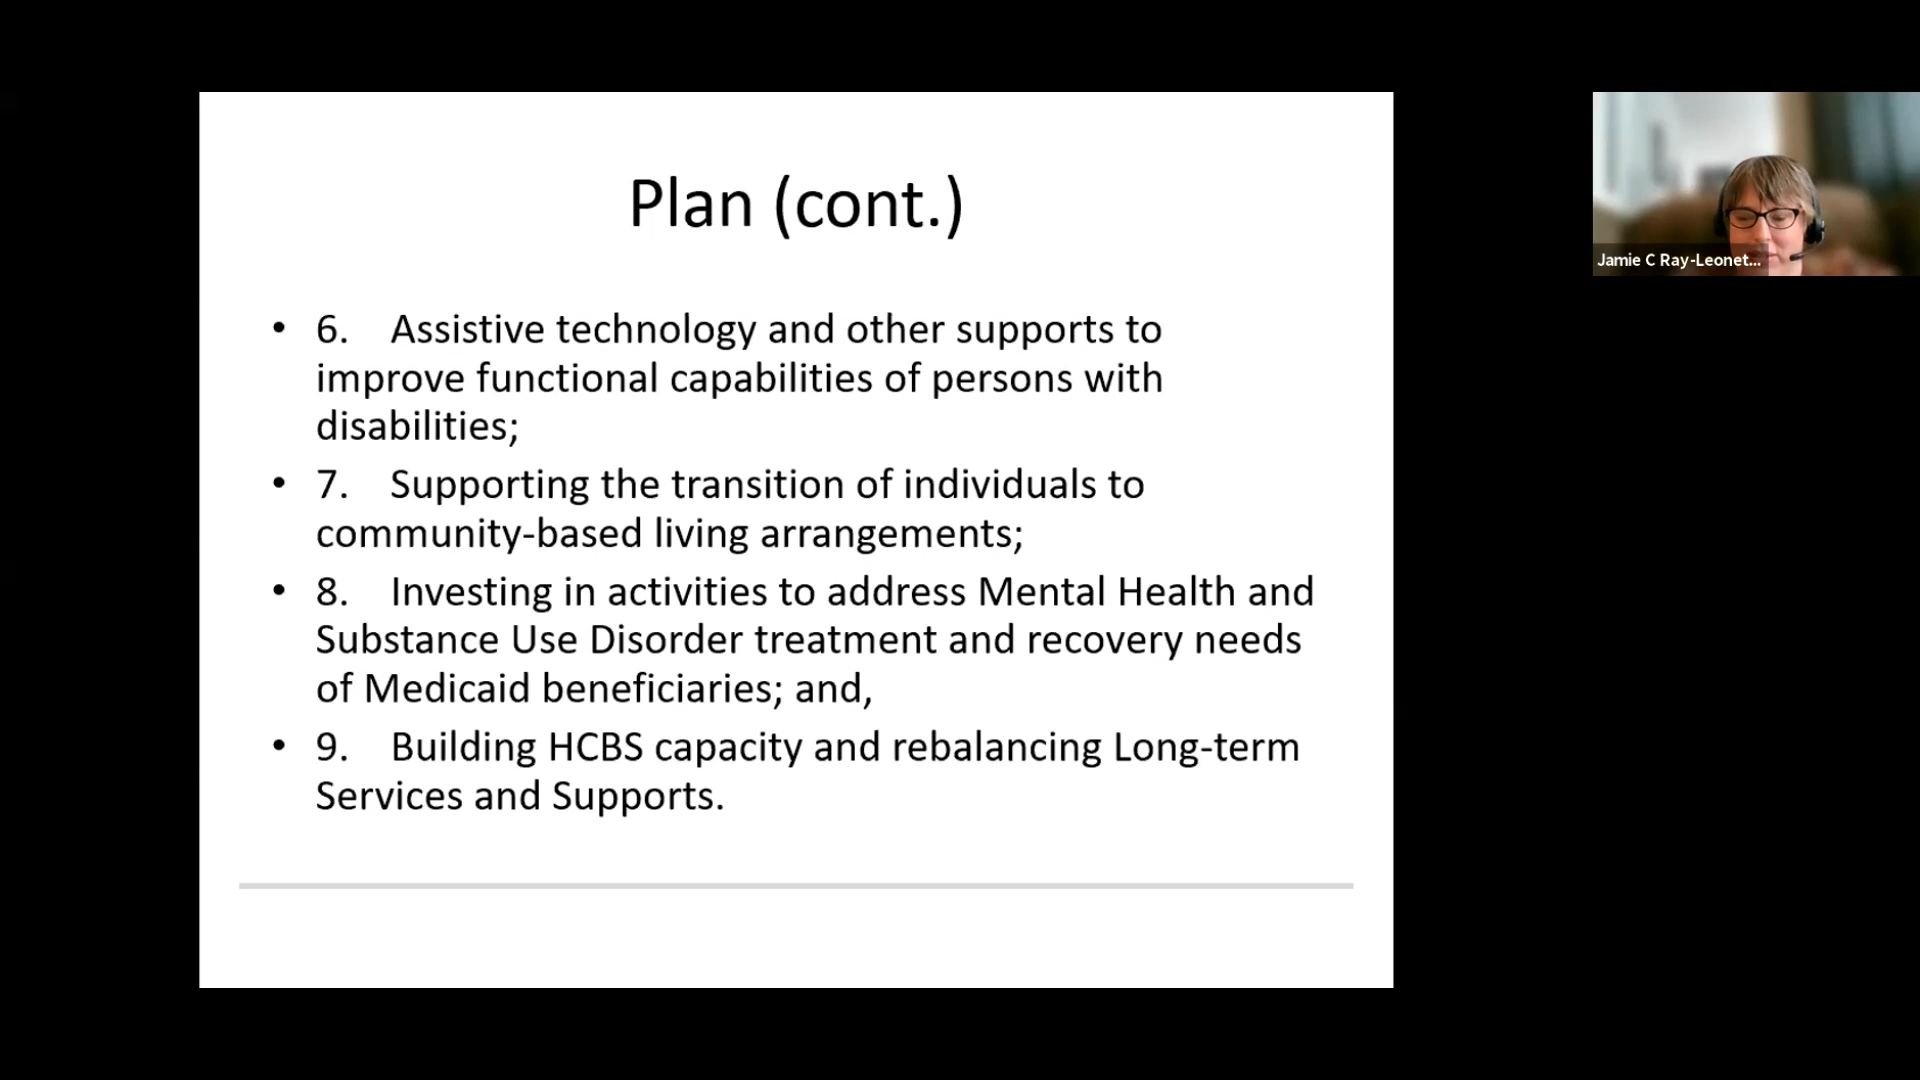 Plan (cont.)
• 6. Assistive technology and other supports to
improve functional capabilities of persons with
disabilities;
• 7. Supporting the transition of individuals to
community-based living arrangements;
• 8. Investing in activities to address Mental Health and
Substance Use Disorder treatment and recovery needs
of Medicaid beneficiaries; and,
• 9. Building HCBS capacity and rebalancing Long-term
Services and Supports.
Jamie C Ray-Leonet...